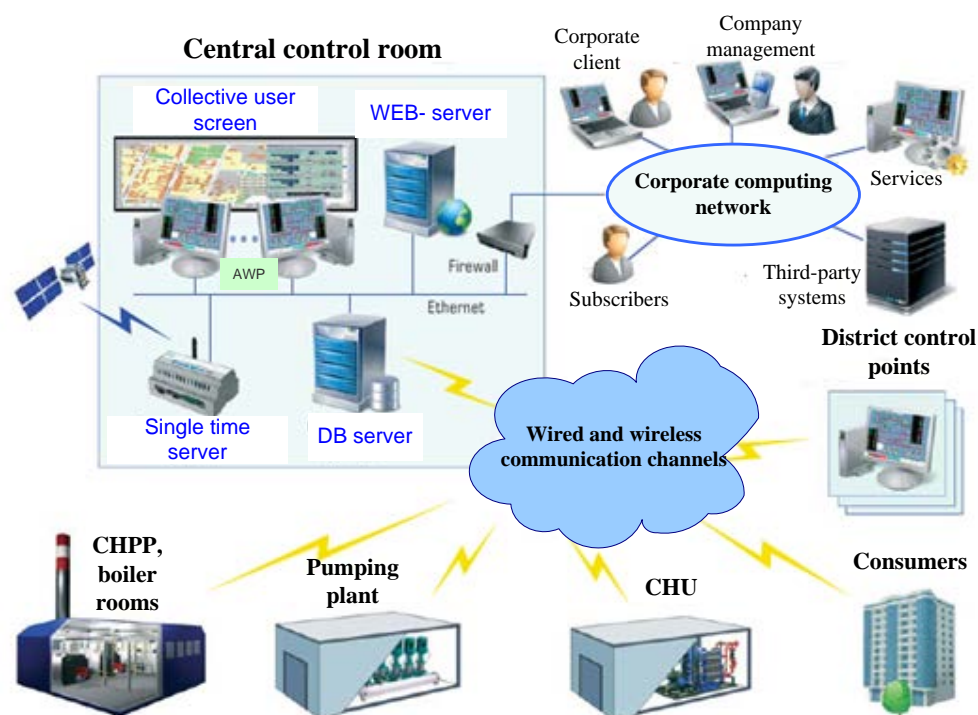 Central control room
Collective user
screen
WEB- server
AWP
Firewall
Ethernet
Single time
server
DB server
Corporate
client
Company
management
Corporate computing
network
Services
Subscribers
Third-party
systems
District control
points
Wired and wireless
communication channels
CHPP,
boiler
rooms
Pumping
plant
CHU
Consumers